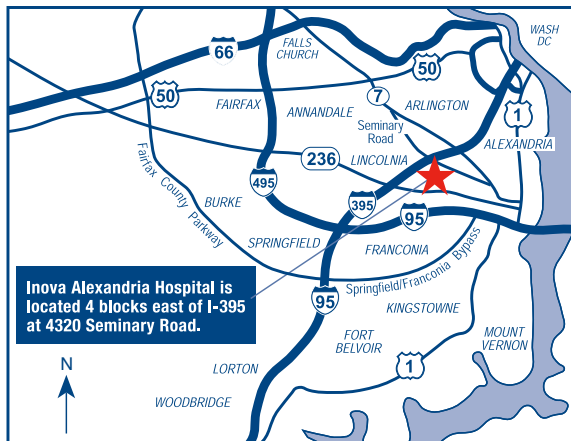 WASH
DC
66
FALLS
CHURCH
50
50
FAIRFAX
7
ARLINGTON
1
ANNANDALE
Seminary
Road
ALEXANDRIA
236
LINCOLNIA
Fairfax County Parkway
495
BURKE
395
95
SPRINGFIELD
FRANCONIA
Springfield/Franconia Bypass
Inova Alexandria Hospital is
located 4 blocks east of I-395
at 4320 Seminary Road.
95
KINGSTOWNE
FORT
BELVOIR
MOUNT
VERNON
1
N
LORTON
WOODBRIDGE